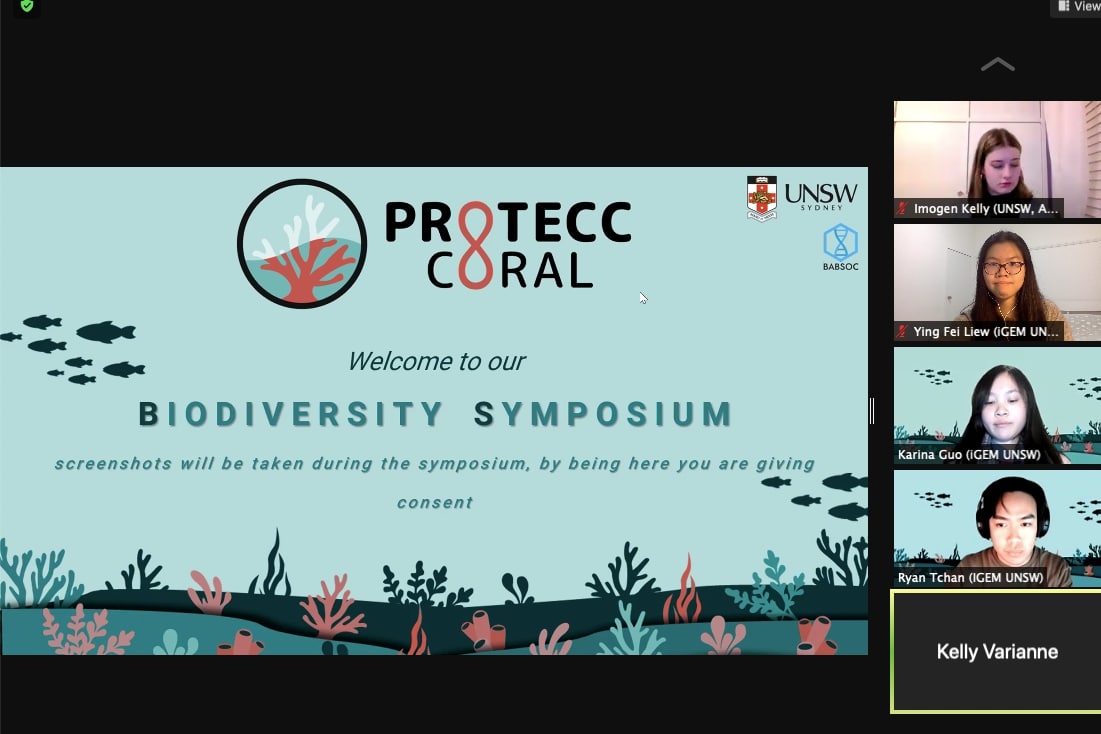 View
PROTECC
CORAL
UNSW
SYDNEY
BABSOC
Welcome to our
BIODIVERSITY SYMPOSIUM
screenshots will be taken during the symposium, by being here you are giving
consent
Imogen Kelly (UNSW, A...
Ying Fei Liew (iGEM UN...
Karina Guo (iGEM UNSW)
Ryan Tchan (IGEM UNSW)
Kelly Varianne